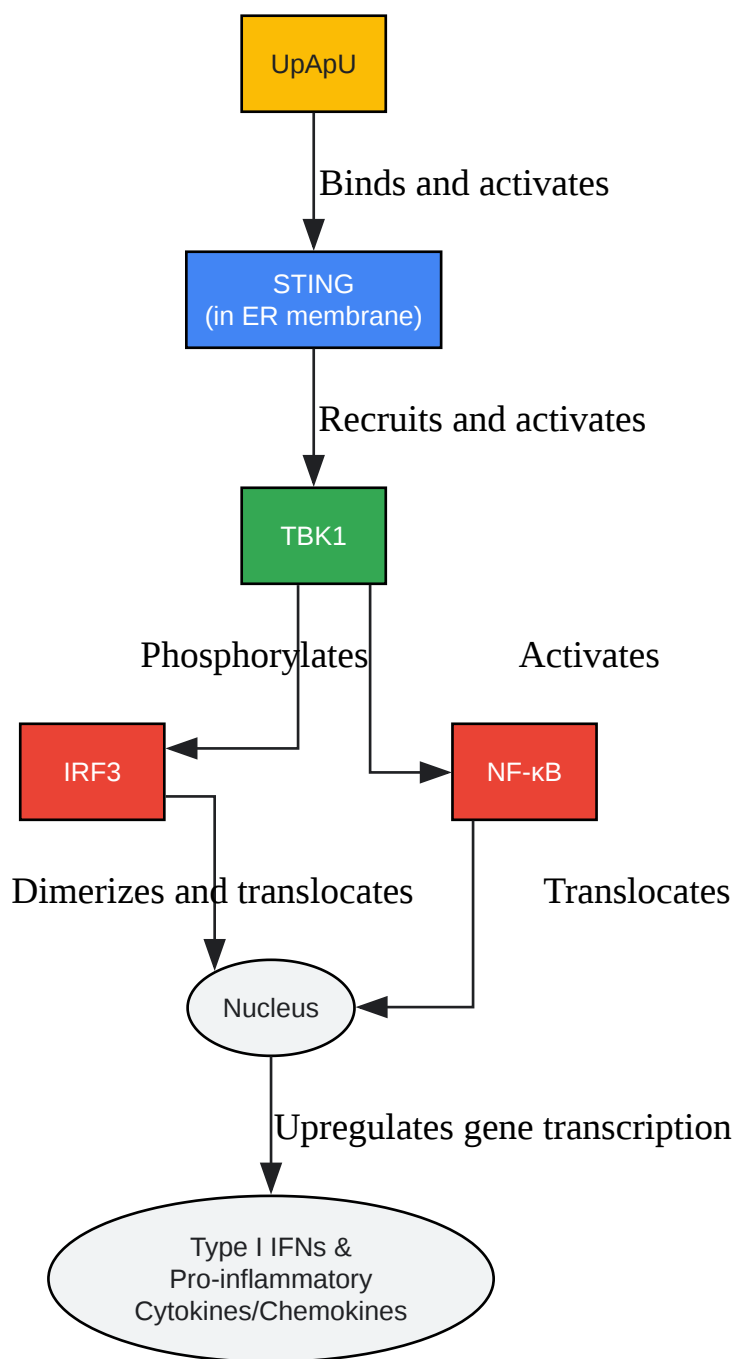 UpApU
Binds and activates
STING
(in ER membrane)
Recruits and activates
TBK1
Phosphorylates
Activates
IRF3
NF-κB
Dimerizes and translocates
Translocates
Nucleus
Upregulates gene transcription
Type I IFNs &
Pro-inflammatory
Cytokines/Chemokines